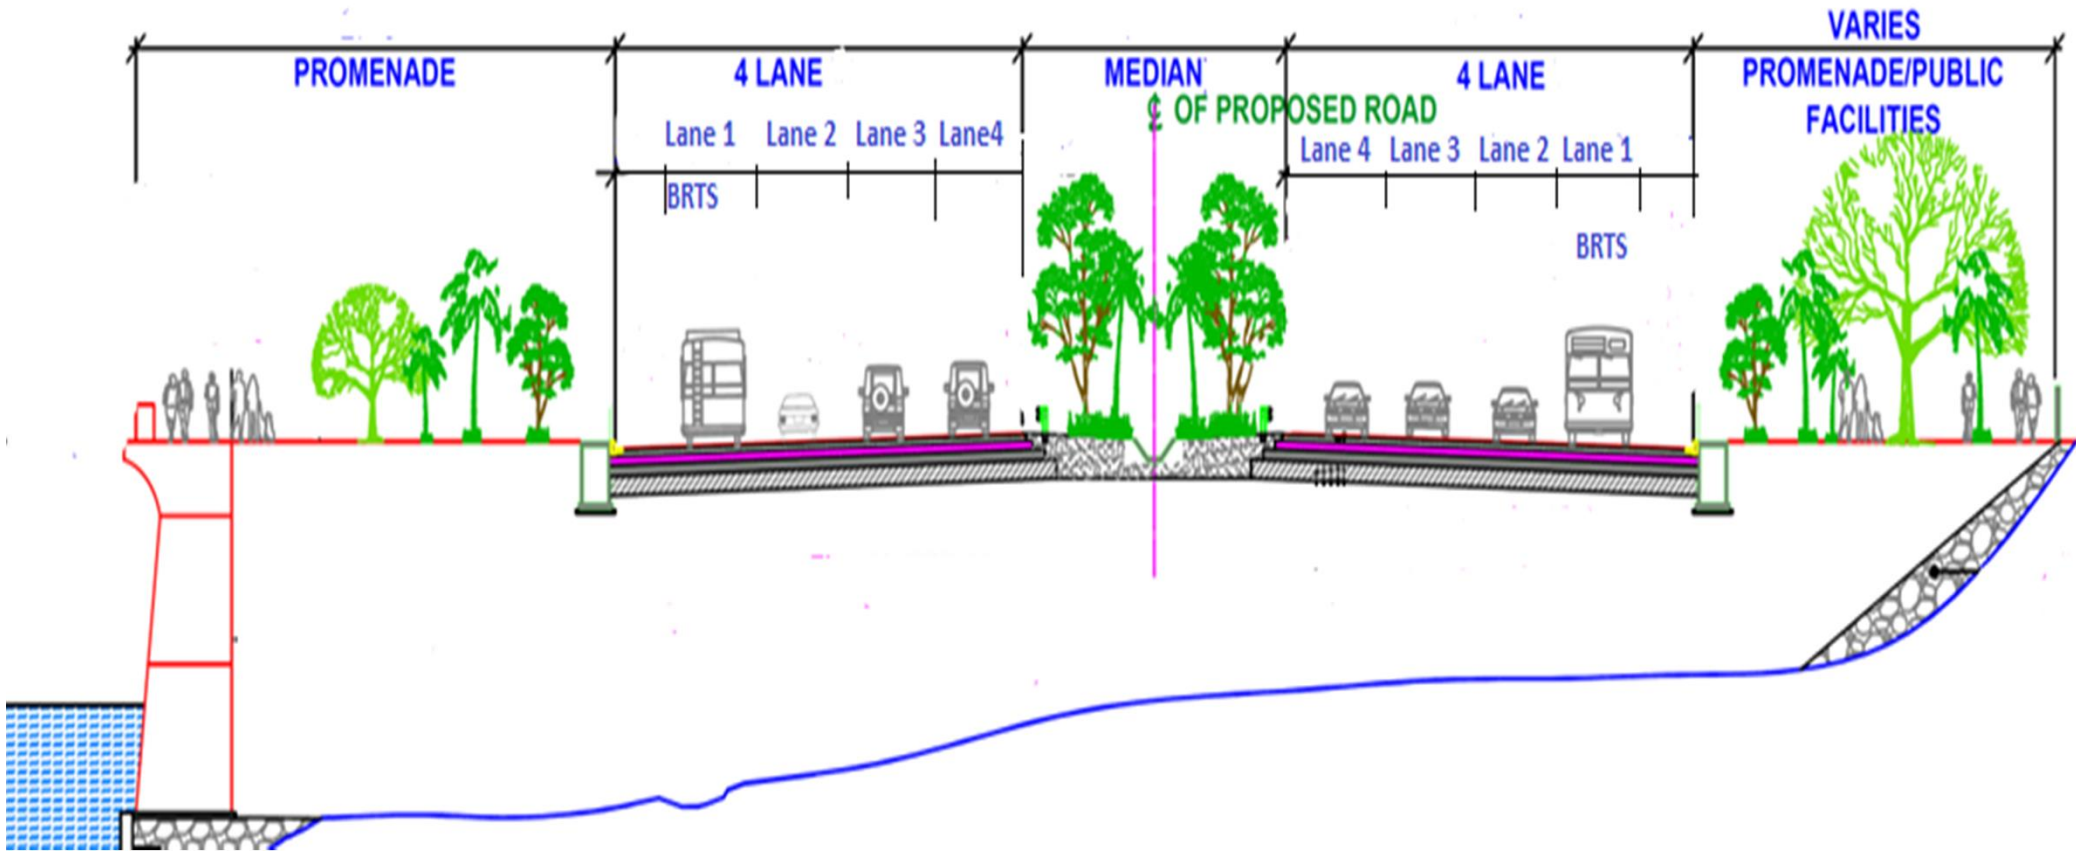 VARIES
PROMENADE
4 LANE
MEDIAN
4 LANE
PROMENADE/PUBLIC
FACILITIES
℄ OF PROPOSED ROAD
Lane 1 Lane 2 Lane 3 Lane4
Lane 4 Lane 3 Lane 2 Lane 1
BRTS
BRTS